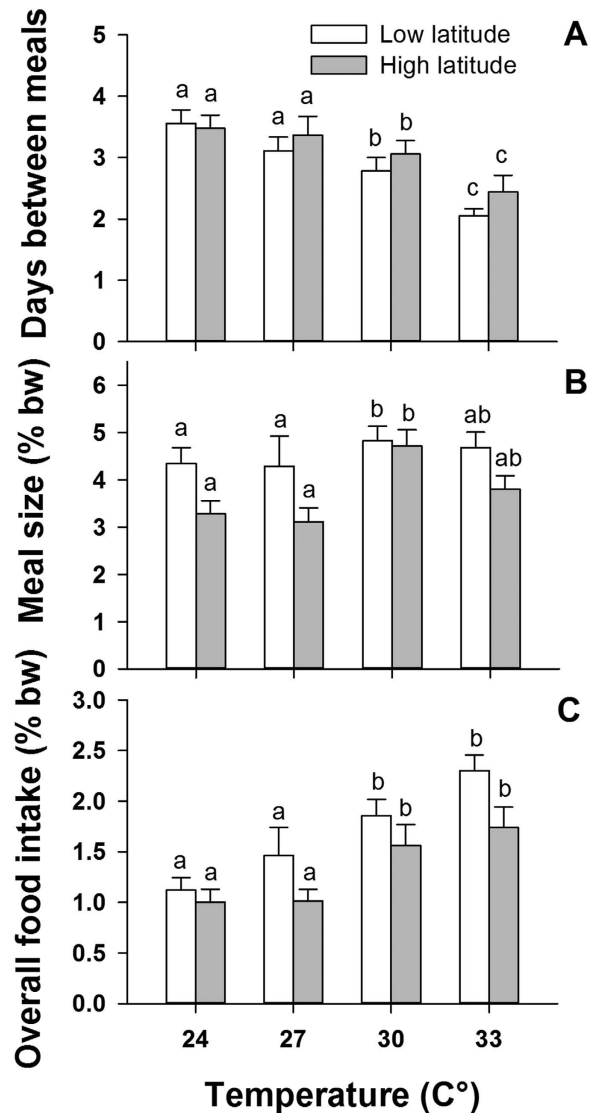 A
Low latitude
High latitude
Days between meals
5
4
3
2
1
0
a a a a b b c c
B
Meal size (% bw)
6
5
4
3
2
1
0
a a a a b b ab ab
C
Overall food intake (% bw)
3.0
2.5
2.0
1.5
1.0
0.5
0.0
a a a a b b b b
24 27 30 33
Temperature (C°)